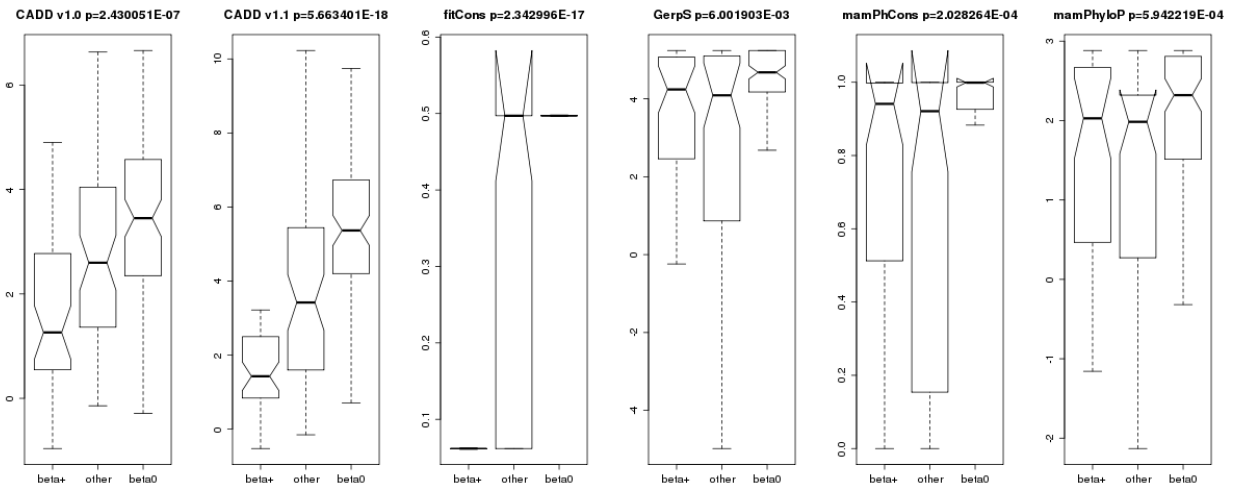 CADD v1.0 p=2.430051E-07
6
4
2
0
beta+ other beta0
CADD v1.1 p=5.663401E-18
10
8
6
4
2
0
beta+ other beta0
fitCons p=2.342996E-17
0.6
0.5
0.4
0.3
0.2
0.1
beta+ other beta0
GerpS p=6.001903E-03
4
2
0
-2
-4
beta+ other beta0
mamPhCons p=2.028264E-04
1.0
0.8
0.6
0.4
0.2
0.0
beta+ other beta0
mamPhyloP p=5.942219E-04
3
2
1
0
-1
-2
beta+ other beta0